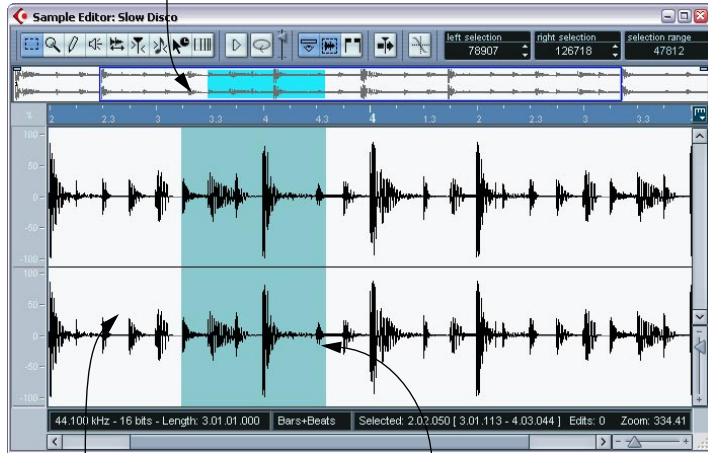 Sample Editor: Slow Disco
left selection right selection selection range
78907 126718 47812
% 2 2.3 3 3.3 4 4.3 4 1.3 2 2.3 3 3.3
100
50
0
-50
-100
100
50
0
-50
-100
44.100 kHz - 16 bits - Length: 3.01.01.000 Bars+Beats Selected: 2.02.050 [ 3.01.113 - 4.03.044 ] Edits: 0 Zoom: 334.41